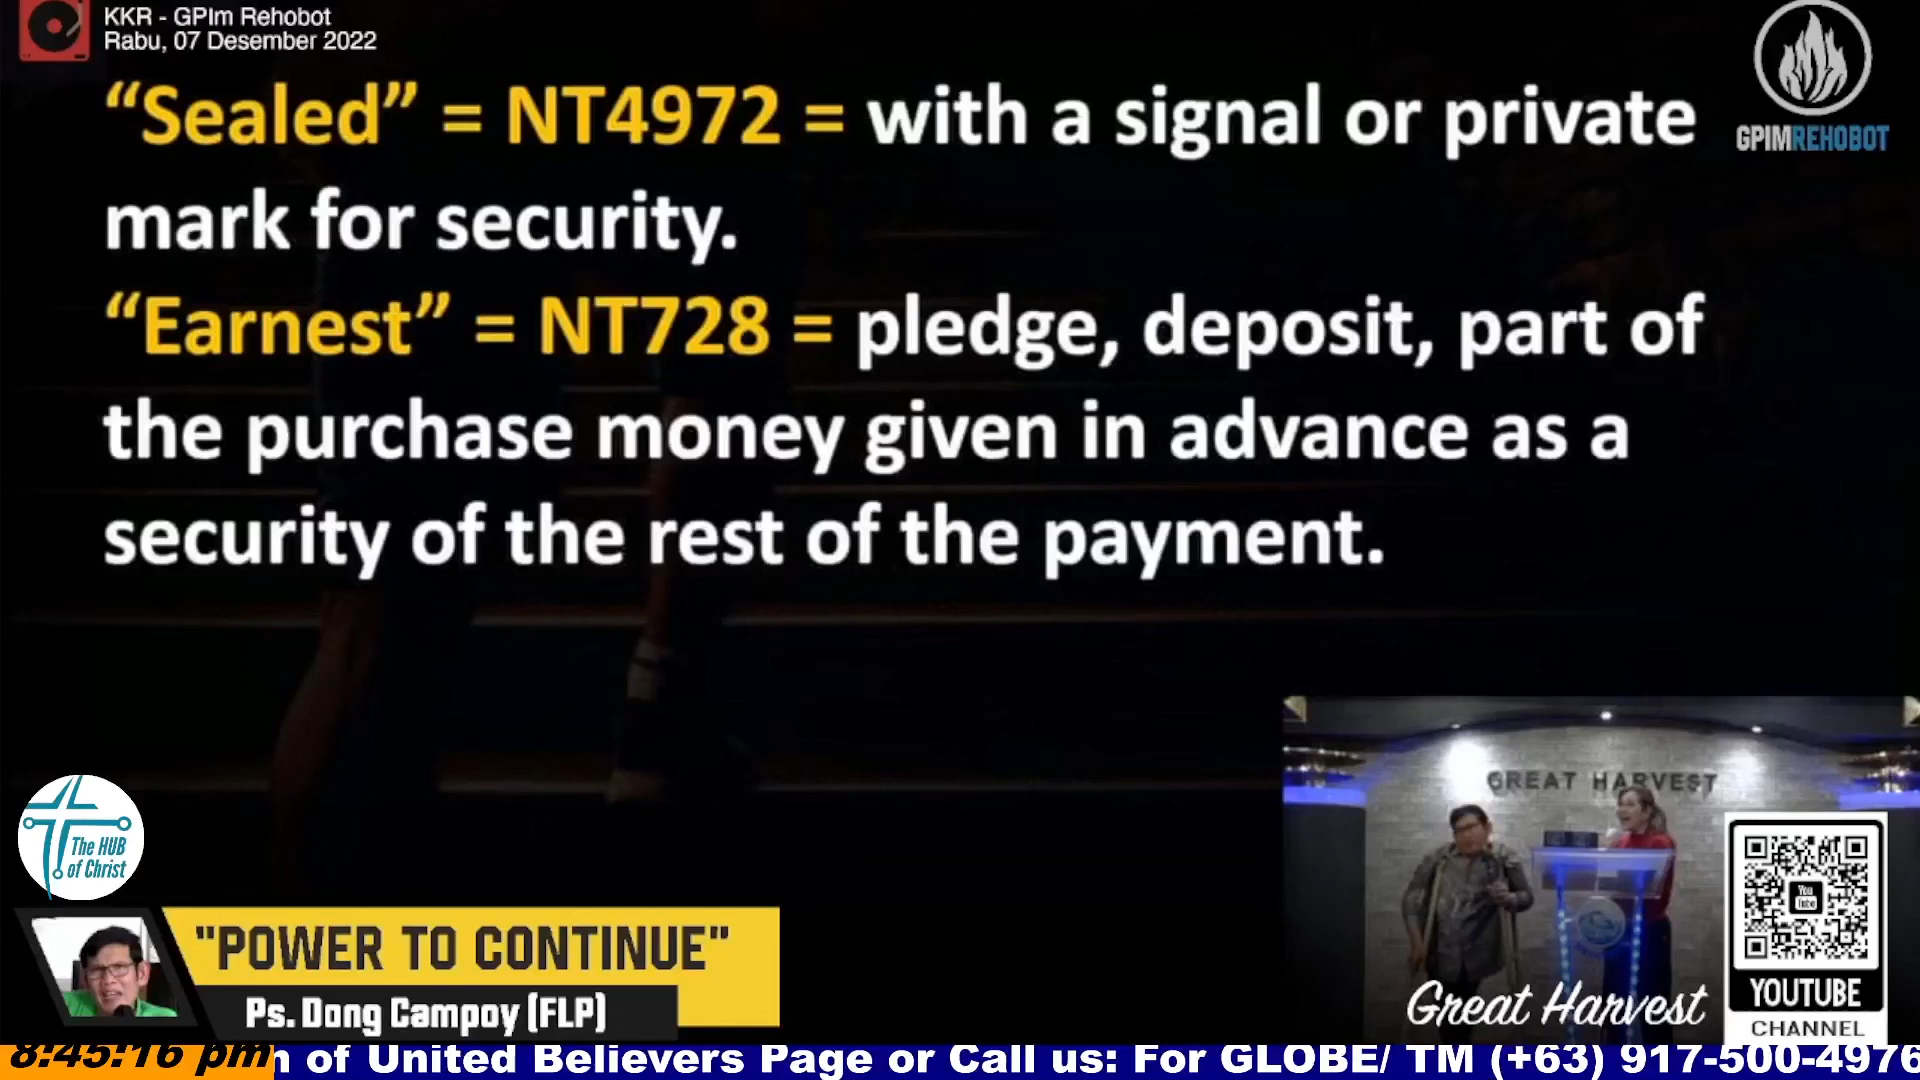 KKR - GPIm Rehobot
Rabu, 07 Desember 2022
GPIMREHOBOT
“Sealed” = NT4972 = with a signal or private
mark for security.
“Earnest” = NT728 = pledge, deposit, part of
the purchase money given in advance as a
security of the rest of the payment.
The HUB
of Christ
GREAT HARVEST
"POWER TO CONTINUE"
Ps. Dong Campoy (FLP)
Great Harvest
You
Tube
YOUTUBE
CHANNEL
8:45:16 pm
n of United Believers Page or Call us: For GLOBE/ TM (+63) 917-500-4976